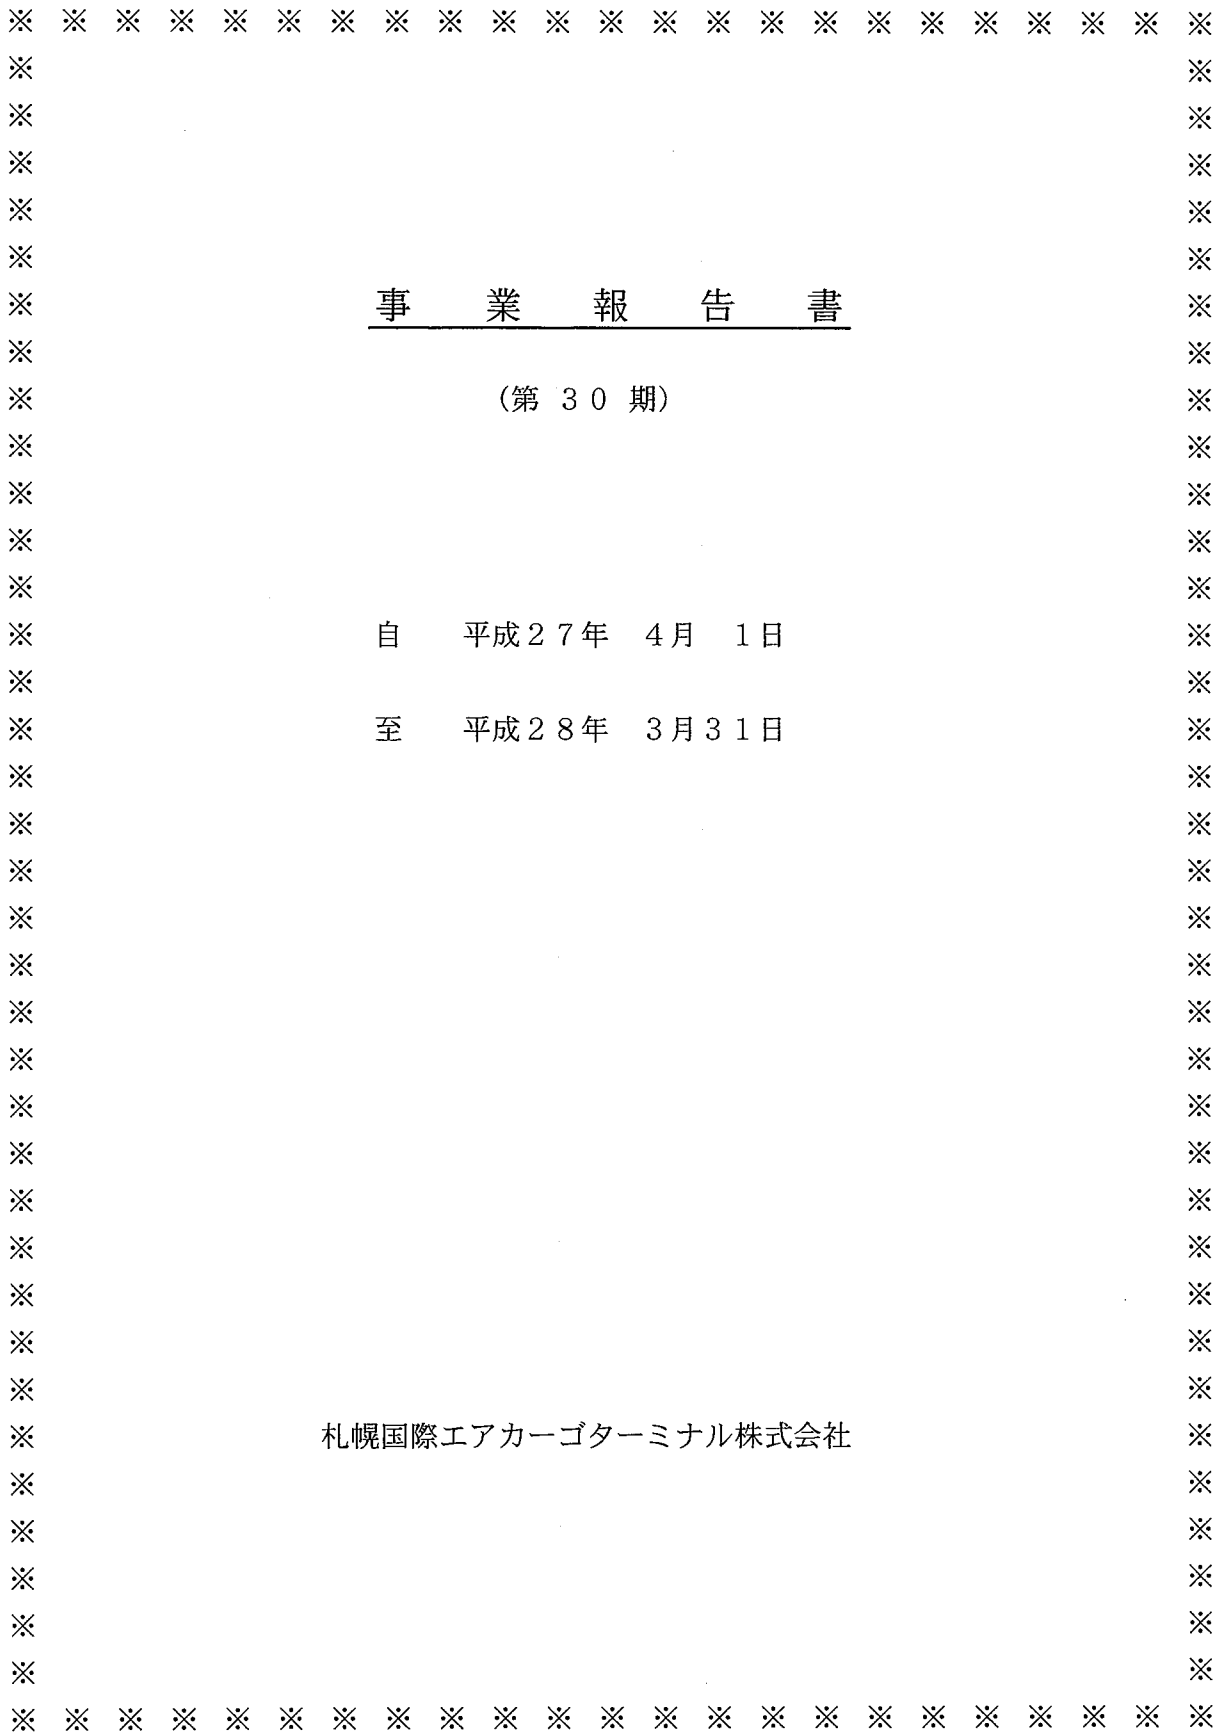 ※ ※ ※ ※ ※ ※ ※ ※ ※ ※ ※ ※ ※ ※ ※ ※ ※ ※ ※ ※ ※ ※ ※
事 業 報 告 書
(第 ３０ 期)
自 平成２７年 ４月 １日
至 平成２８年 ３月３１日
札幌国際エアカーゴターミナル株式会社
※ ※ ※ ※ ※ ※ ※ ※ ※ ※ ※ ※ ※ ※ ※ ※ ※ ※ ※ ※ ※ ※ ※